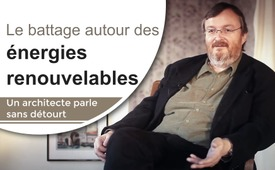 Le battage autour des
énergies
renouvelables
Un architecte parle
sans détour